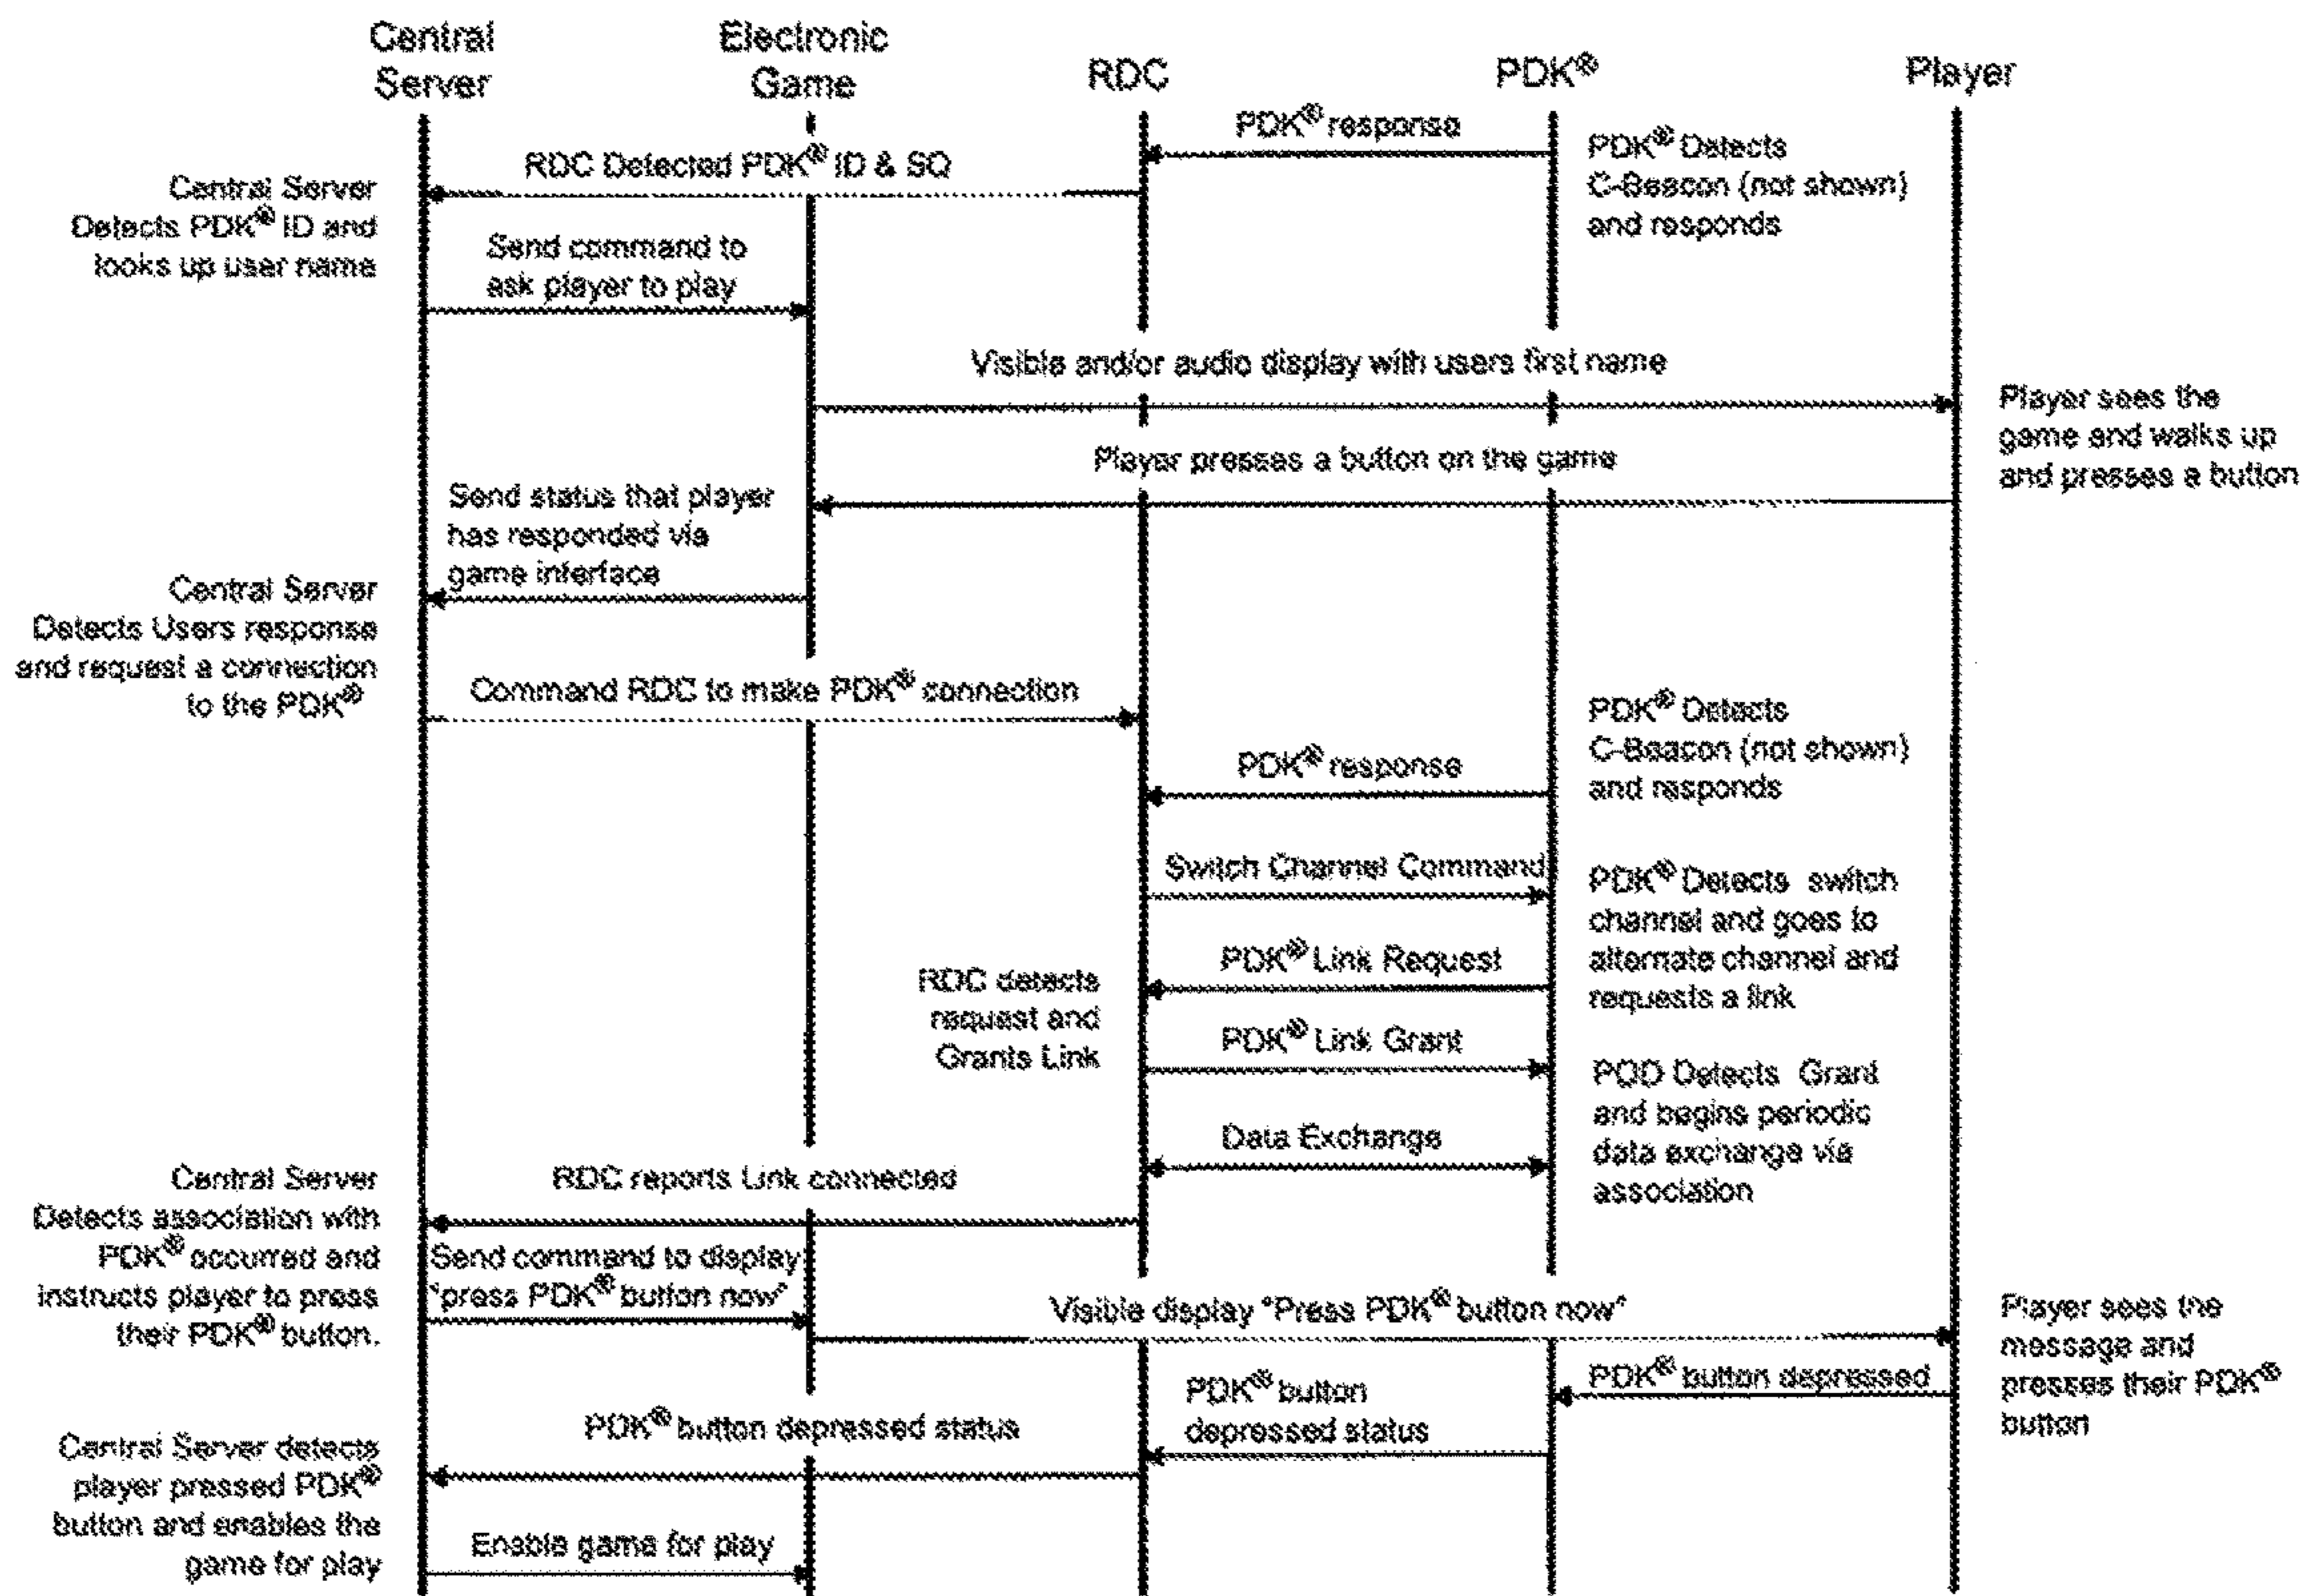 Central
Server
Electronic
Game
RDC
PDK®
Player
PDK® response
PDK® Detects
C-Beacon (not shown)
and responds
RDC Detected PDK® ID & SQ
Central Server
Detects PDK® ID and
looks up user name
Send command to
ask player to play
Visible and/or audio display with users first name
Player sees the
game and walks up
and presses a button
Player presses a button on the game
Send status that player
has responded via
game interface
Central Server
Detects Users response
and request a connection
to the PDK®
Command RDC to make PDK® connection
PDK® Detects
C-Beacon (not shown)
and responds
PDK® response
Switch Channel Command
PDK® Detects switch
channel and goes to
alternate channel and
requests a link
PDK® Link Request
RDC detects
request and
Grants Link
PDK® Link Grant
POD Detects Grant
and begins periodic
data exchange via
association
Data Exchange
RDC reports Link connected
Central Server
Detects association with
PDK® occurred and
instructs player to press
their PDK® button.
Send command to display
"press PDK® button now"
Visible display "Press PDK® button now"
Player sees the
message and
presses their PDK®
button
PDK® button depressed
PDK® button
depressed status
PDK® button depressed status
Central Server detects
player pressed PDK®
button and enables the
game for play
Enable game for play